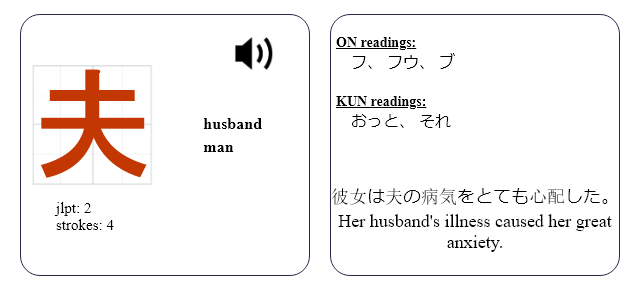 夫
husband
man
jlpt: 2
strokes: 4
ON readings:
フ、 フウ、 ブ
KUN readings:
おっと、 それ
彼女は夫の病気をとても心配した。
Her husband's illness caused her great
anxiety.